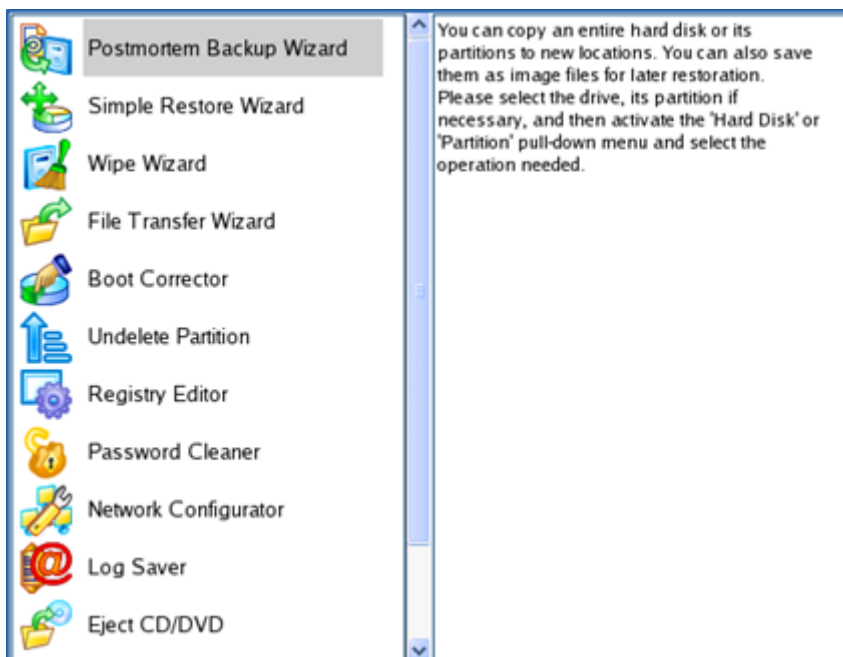 Postmortem Backup Wizard
Simple Restore Wizard
Wipe Wizard
File Transfer Wizard
Boot Corrector
Undelete Partition
Registry Editor
Password Cleaner
Network Configurator
Log Saver
Eject CD/DVD
You can copy an entire hard disk or its
partitions to new locations. You can also save
them as image files for later restoration.
Please select the drive, its partition if
necessary, and then activate the 'Hard Disk' or
'Partition' pull-down menu and select the
operation needed.